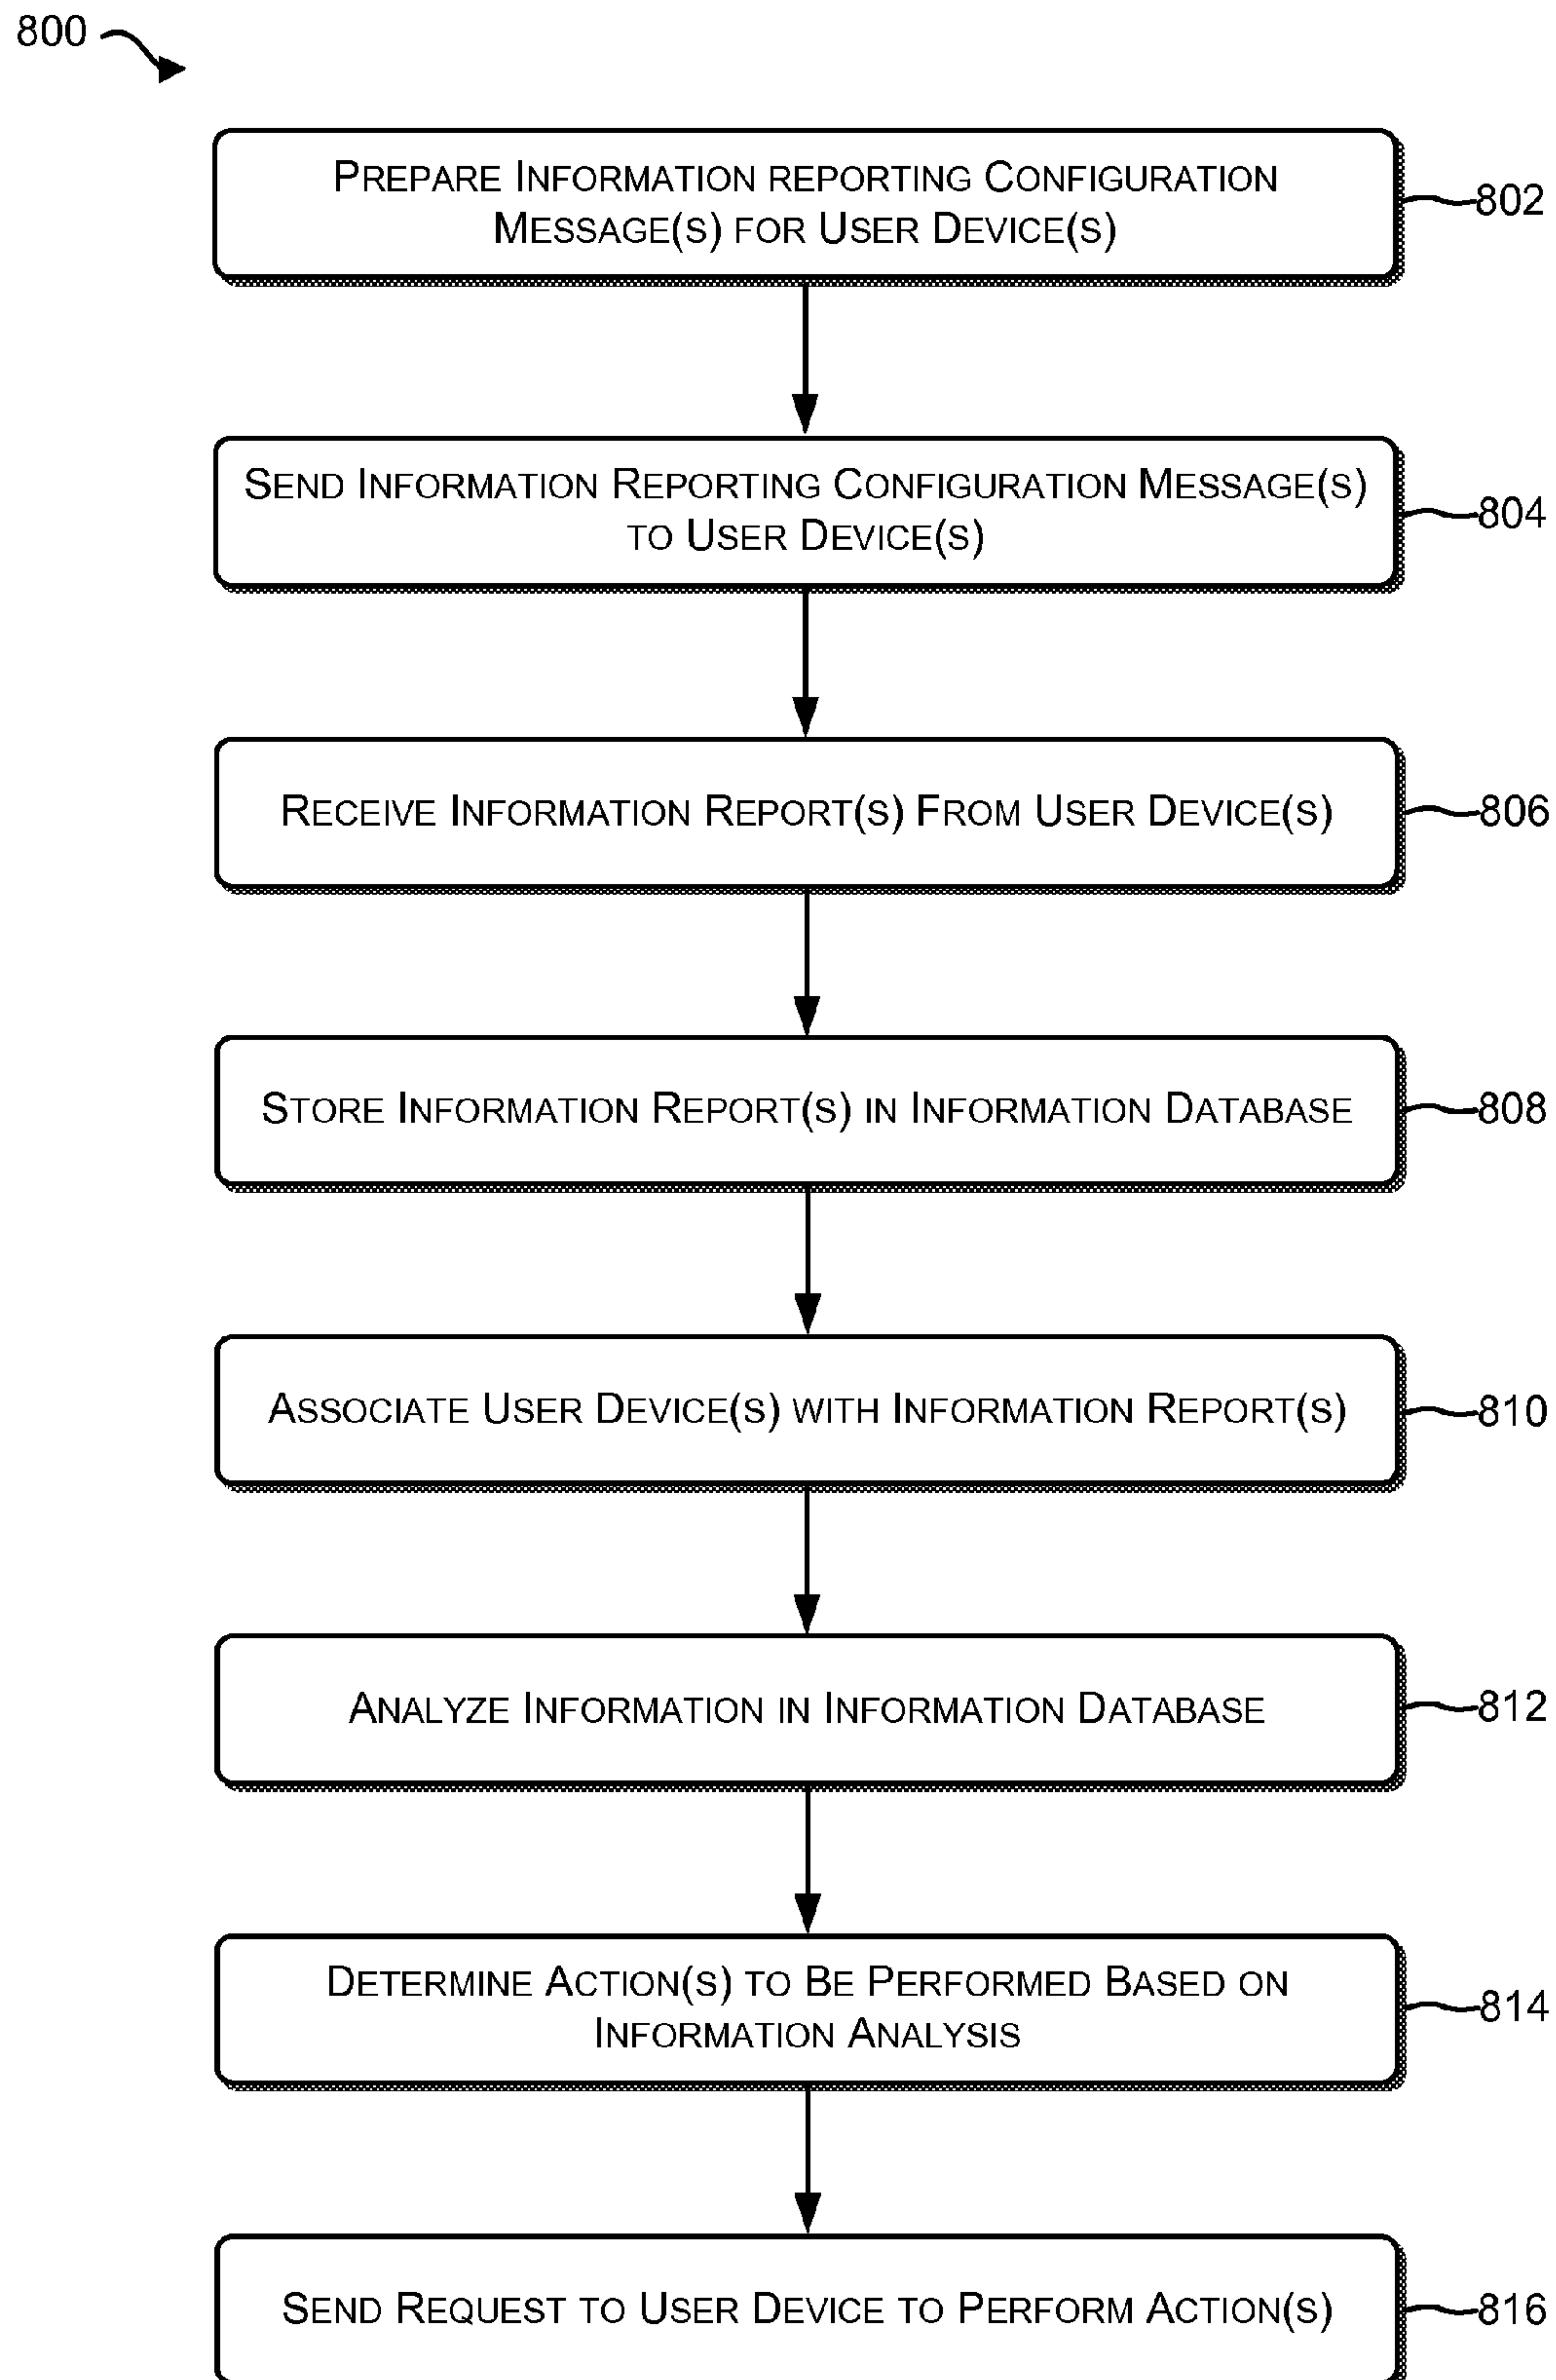 800
PREPARE INFORMATION REPORTING CONFIGURATION
MESSAGE(S) FOR USER DEVICE(S)
802
SEND INFORMATION REPORTING CONFIGURATION MESSAGE(S)
TO USER DEVICE(S)
804
RECEIVE INFORMATION REPORT(S) FROM USER DEVICE(S)
806
STORE INFORMATION REPORT(S) IN INFORMATION DATABASE
808
ASSOCIATE USER DEVICE(S) WITH INFORMATION REPORT(S)
810
ANALYZE INFORMATION IN INFORMATION DATABASE
812
DETERMINE ACTION(S) TO BE PERFORMED BASED ON
INFORMATION ANALYSIS
814
SEND REQUEST TO USER DEVICE TO PERFORM ACTION(S)
816